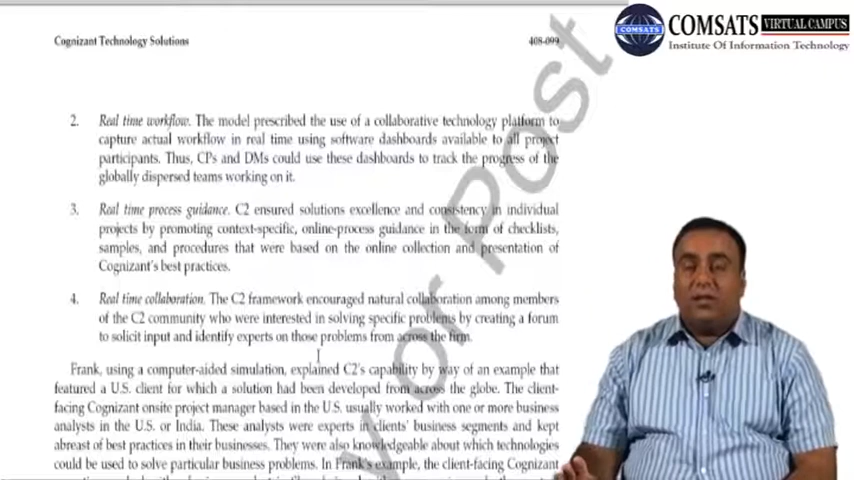 Cognizant Technology Solutions
408-099
COMSATS VIRTUAL CAMPUS
Institute Of Information Technology
COMSATS
2. Real time workflow. The model prescribed the use of a collaborative technology platform to
capture actual workflow in real time using software dashboards available to all project
participants. Thus, CPs and DMs could use these dashboards to track the progress of the
globally dispersed teams working on it.
3. Real time process guidance. C2 ensured solutions excellence and consistency in individual
projects by promoting context-specific, online-process guidance in the form of checklists,
samples, and procedures that were based on the online collection and presentation of
Cognizant's best practices.
4. Real time collaboration. The C2 framework encouraged natural collaboration among members
of the C2 community who were interested in solving specific problems by creating a forum
to solicit input and identify experts on those problems from across the firm.
Frank, using a computer-aided simulation, explained C2's capability by way of an example that
featured a U.S. client for which a solution had been developed from across the globe. The client-
facing Cognizant onsite project manager based in the U.S. usually worked with one or more business
analysts in the U.S. or India. These analysts were experts in clients' business segments and kept
abreast of best practices in their businesses. They were also knowledgeable about which technologies
could be used to solve particular business problems. In Frank's example, the client-facing Cognizant
y or Post